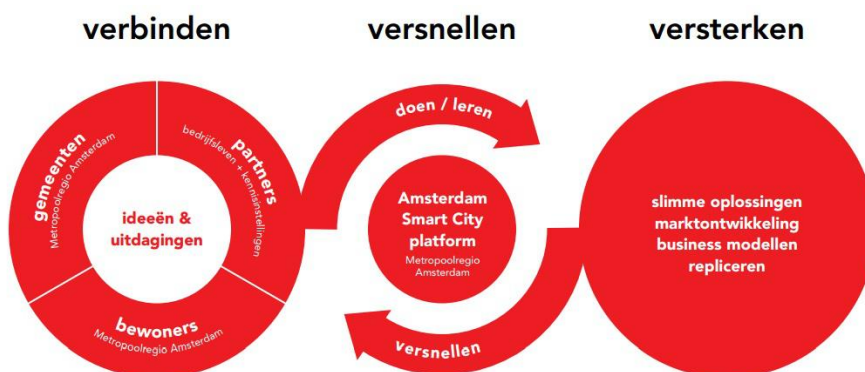 verbinden
versnellen
versterken
gemeenten
Metropoolregio Amsterdam
partners
bedrijfsleven + kennisinstellingen
ideeën &
uitdagingen
bewoners
Metropoolregio Amsterdam
doen / leren
Amsterdam
Smart City
platform
Metropoolregio
Amsterdam
versnellen
slimme oplossingen
marktontwikkeling
business modellen
repliceren